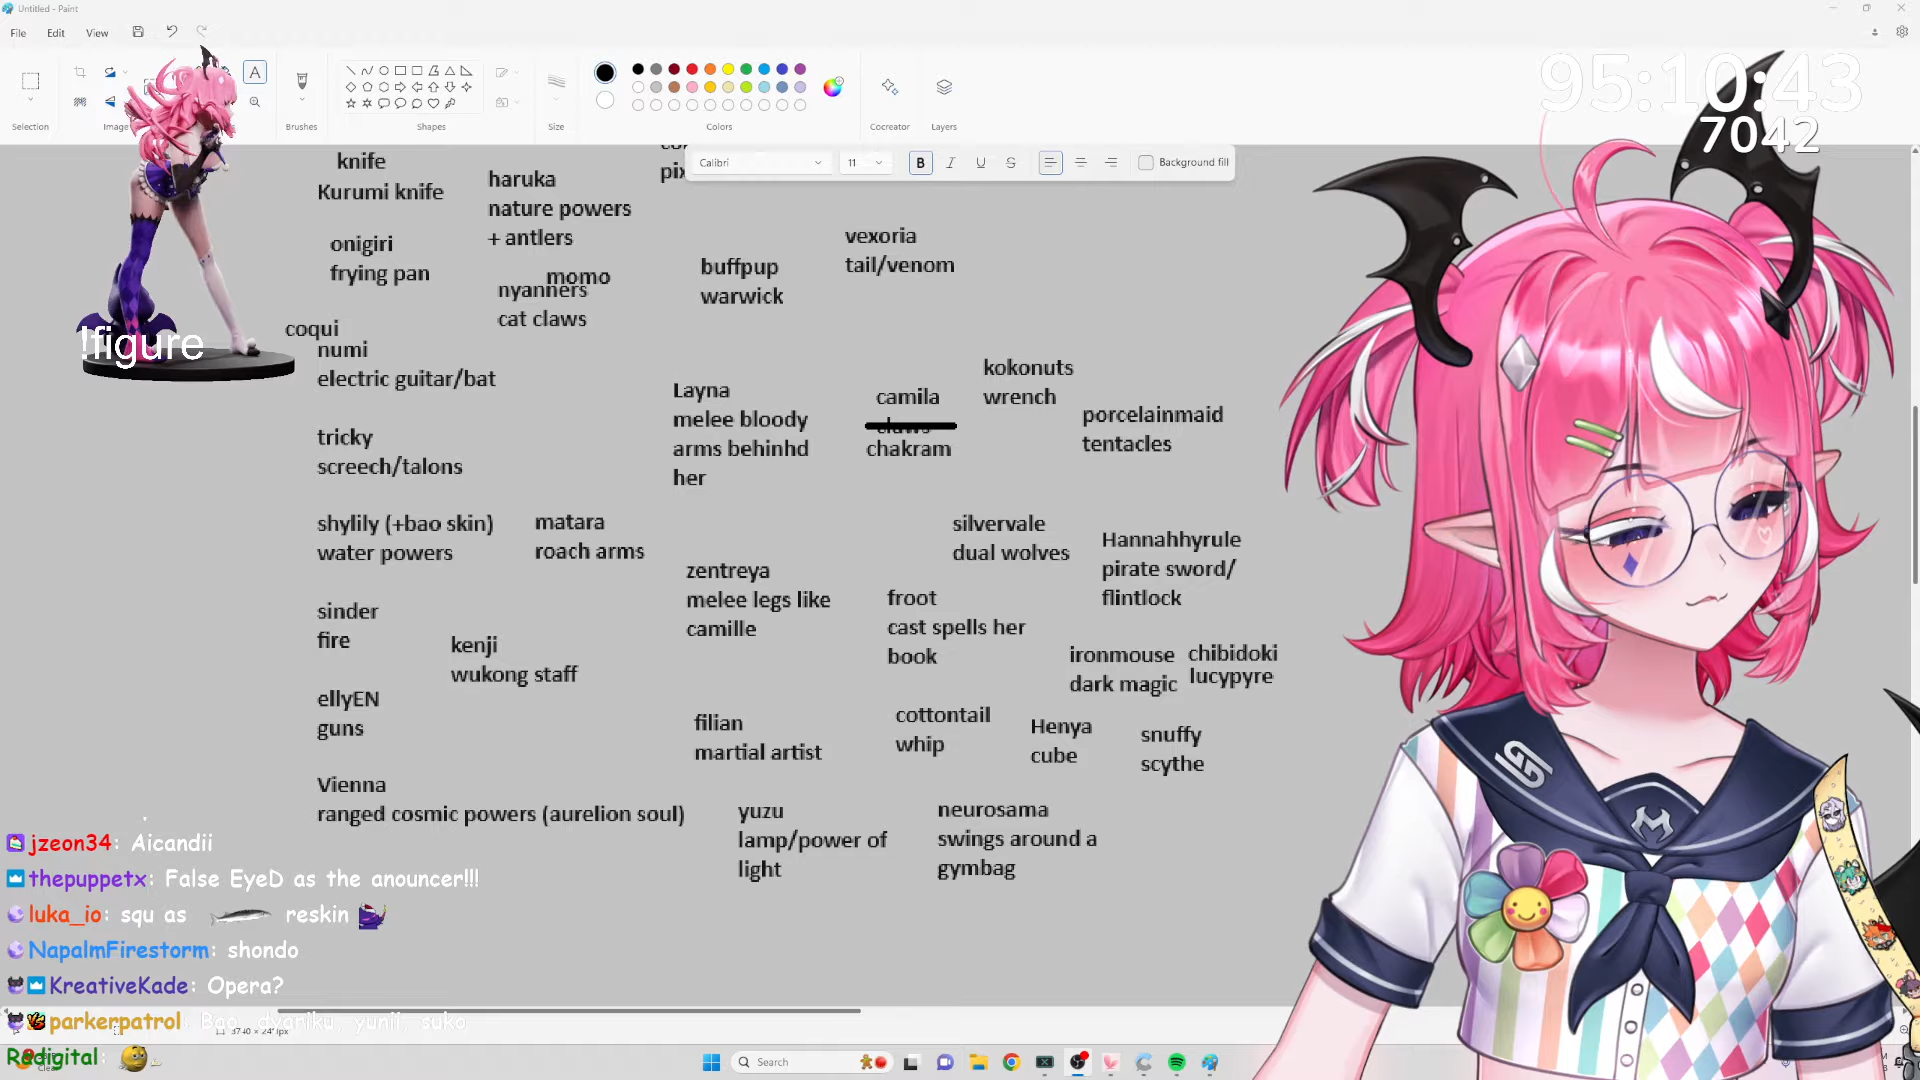 Untitled - Paint
File Edit View
Selection
Image
Brushes
Shapes
Size
Colors
Cocreator
Layers
95:10:43
7042
Calibri
11
B I U S
Background fill
knife
Kurumi knife
onigiri
frying pan
haruka
nature powers
+ antlers
momo
nyanners
cat claws
buffpup
warwick
vexoria
tail/venom
!figure
coqui
numi
electric guitar/bat
tricky
screech/talons
Layna
melee bloody
arms behinhd
her
camila
claws
chakram
kokonuts
wrench
porcelainmaid
tentacles
shylily (+bao skin)
water powers
matara
roach arms
silvervale
dual wolves
Hannahhyrule
pirate sword/
flintlock
zentreya
melee legs like
camille
sinder
fire
kenji
wukong staff
froot
cast spells her
book
ironmouse
dark magic
chibidoki
lucypyre
ellyEN
guns
filian
martial artist
cottontail
whip
Henya
cube
snuffy
scythe
Vienna
ranged cosmic powers (aurelion soul)
yuzu
lamp/power of
light
neurosama
swings around a
gymbag
jzeon34: Aicandii
thepuppetx: False EyeD as the anouncer!!!
luka_io: squ as reskin
NapalmFirestorm: shondo
KreativeKade: Opera?
parkerpatrol: Bao, dyariku, yunii, suko
Radigital:
Search